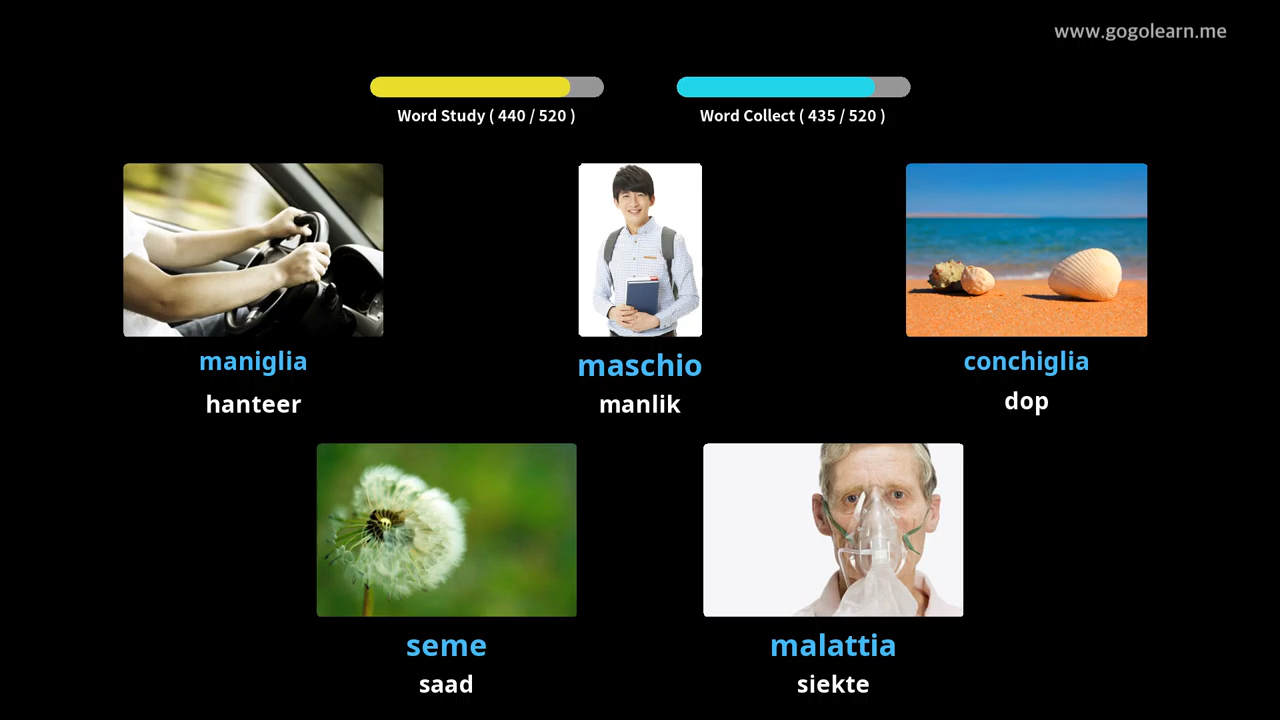 www.gogolearn.me
Word Study ( 440 / 520 )
Word Collect ( 435 / 520 )
maniglia
hanteer
maschio
manlik
conchiglia
dop
seme
saad
malattia
siekte